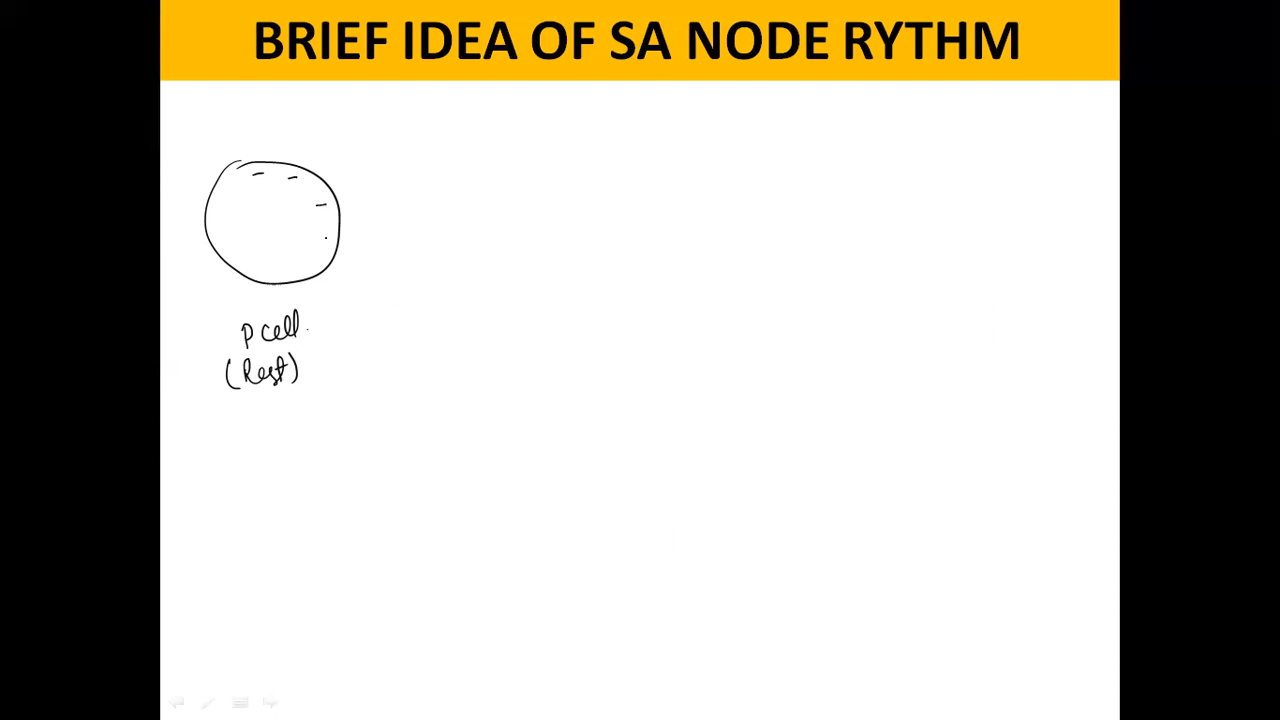 BRIEF IDEA OF SA NODE RYTHM
P cell.
(Rest)